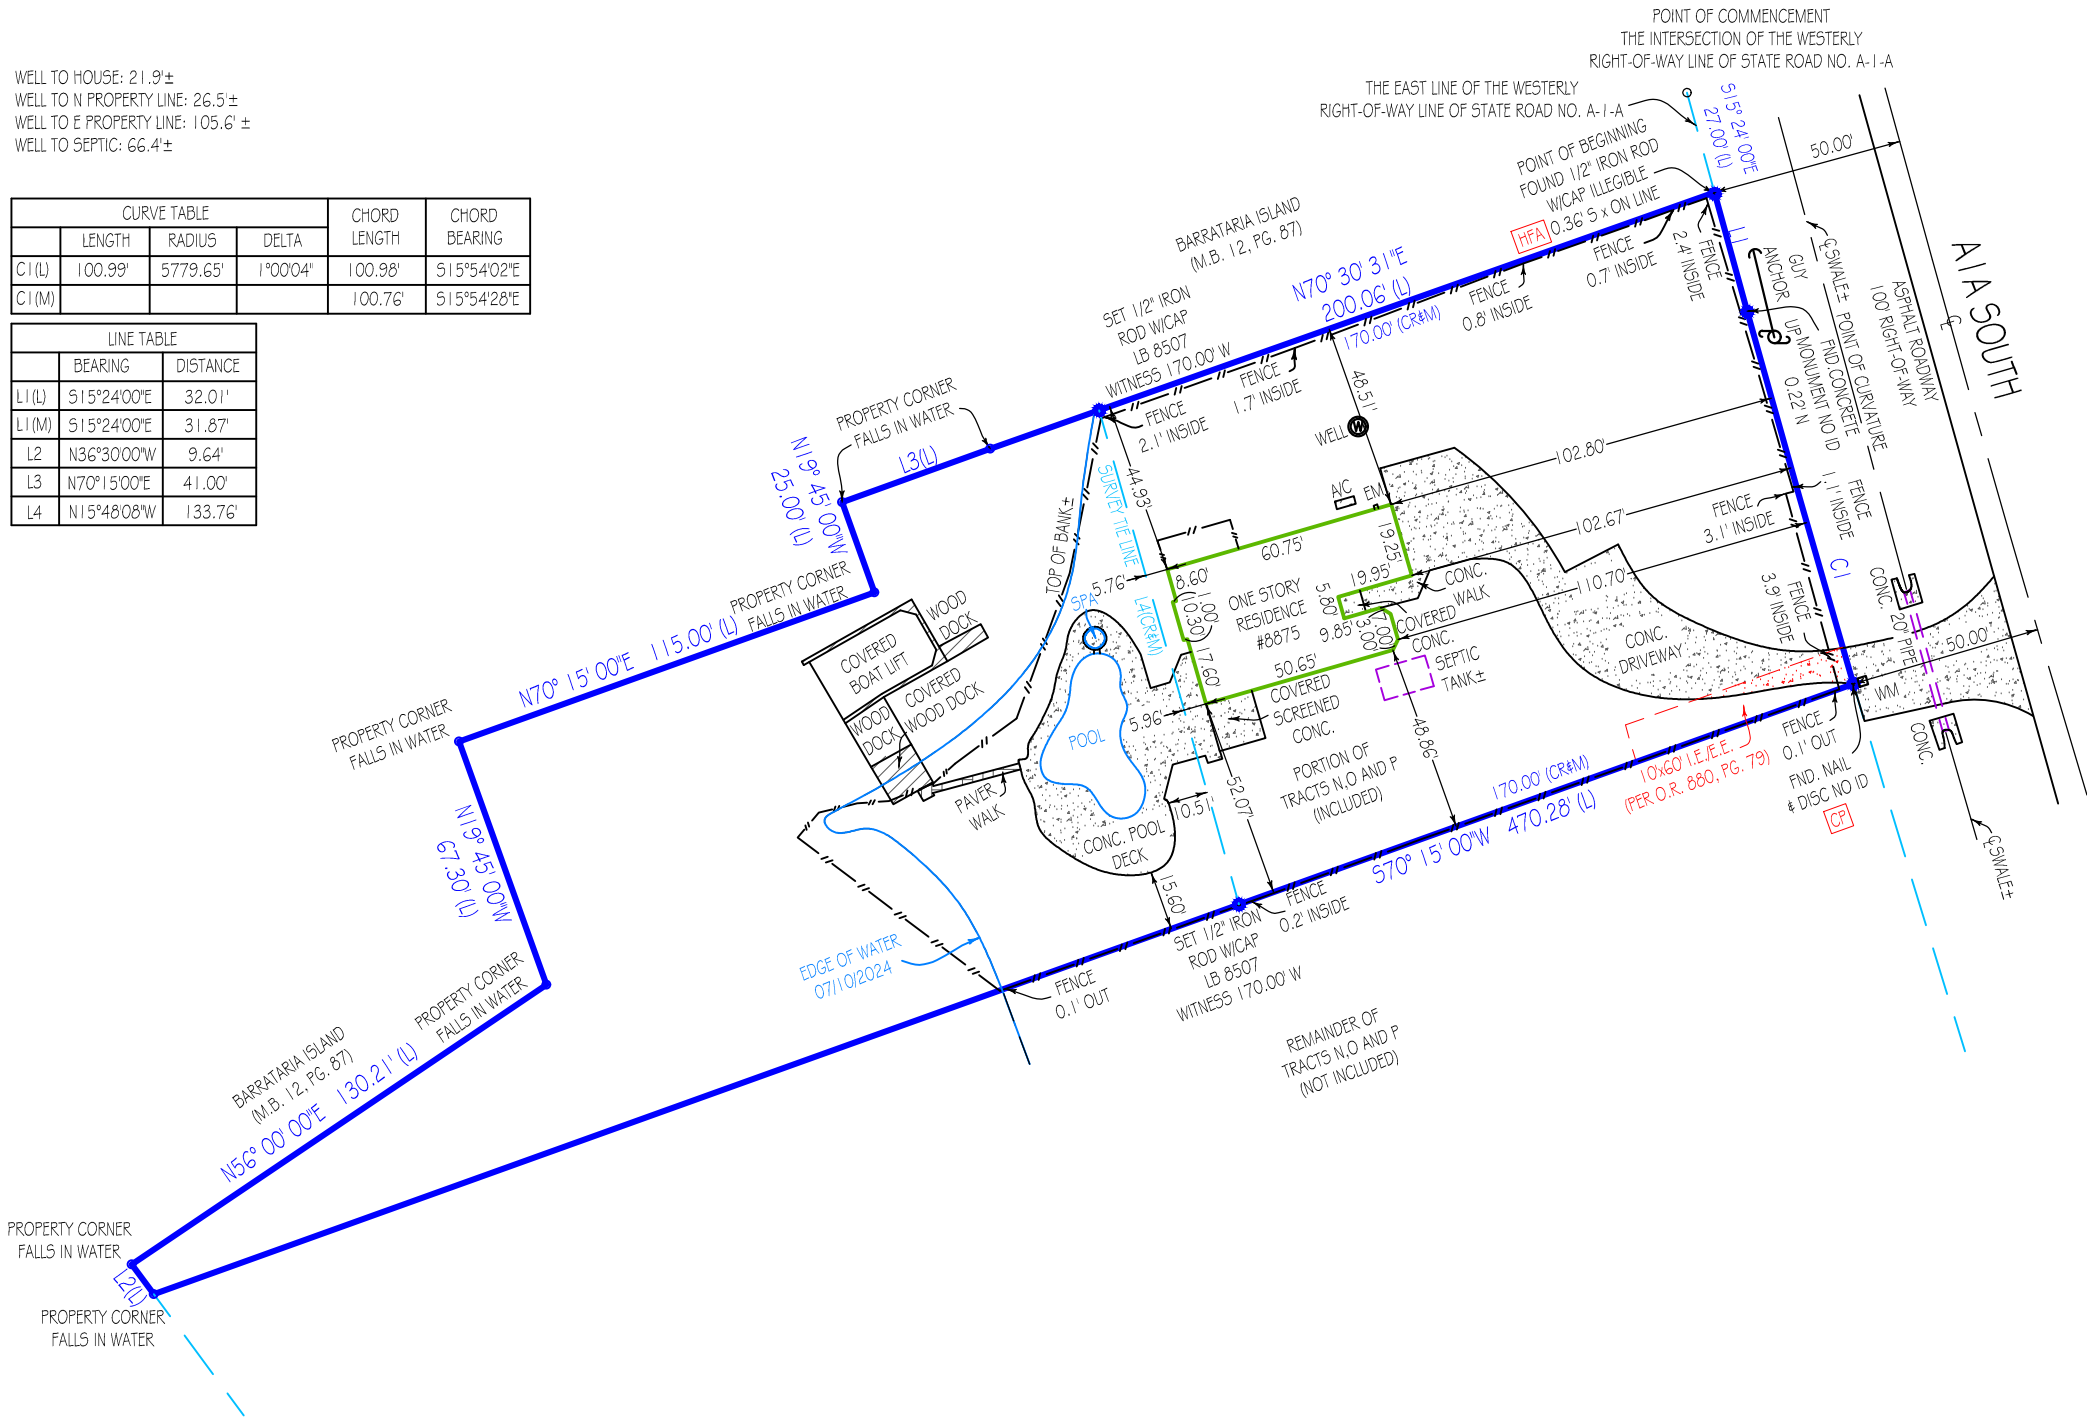 POINT OF COMMENCEMENT
THE INTERSECTION OF THE WESTERLY
RIGHT-OF-WAY LINE OF STATE ROAD NO. A-1-A
THE EAST LINE OF THE WESTERLY
RIGHT-OF-WAY LINE OF STATE ROAD NO. A-1-A
S15° 24' 00"E
27.00' (L)
50.00'
WELL TO HOUSE: 21.9'±
WELL TO N PROPERTY LINE: 26.5'±
WELL TO E PROPERTY LINE: 105.6' ±
WELL TO SEPTIC: 66.4'±
CURVE TABLE CHORD LENGTH CHORD BEARING
LENGTH RADIUS DELTA
C1(L) 100.99' 5779.65' 1°00'04" 100.98' S15°54'02"E
C1(M) 100.76' S15°54'28"E
LINE TABLE
BEARING DISTANCE
L1(L) S15°24'00"E 32.01'
L1(M) S15°24'00"E 31.87'
L2 N36°30'00"W 9.64'
L3 N70°15'00"E 41.00'
L4 N15°48'08"W 133.76'
POINT OF BEGINNING
FOUND 1/2" IRON ROD
W/CAP ILLEGIBLE
0.36' S x ON LINE
HFA
BARRATARIA ISLAND
(M.B. 12, PG. 87)
N70° 30' 31"E
200.06' (L)
170.00' (CR&M)
FENCE
0.8' INSIDE
FENCE
0.7' INSIDE
FENCE
2.4' INSIDE
L1
GUY
ANCHOR
UP
℄SWALE±
POINT OF CURVATURE
FND.CONCRETE
MONUMENT NO ID
0.22' N
ASPHALT ROADWAY
100' RIGHT-OF-WAY
℄
A1A SOUTH
SET 1/2" IRON
ROD W/CAP
LB 8507
WITNESS 170.00' W
FENCE
2.1' INSIDE
FENCE
1.7' INSIDE
48.51'
WELL
W
PROPERTY CORNER
FALLS IN WATER
L3(L)
N19° 45' 00"W
25.00' (L)
PROPERTY CORNER
FALLS IN WATER
N70° 15' 00"E 115.00' (L)
TOP OF BANK±
SURVEY TIE LINE
L4(CR&M)
44.93'
A/C
EM
102.80'
102.67'
110.70'
FENCE
3.1' INSIDE
FENCE
1.1' INSIDE
C1
FENCE
3.9' INSIDE
60.75'
19.25'
19.95'
5.80'
9.85'
(7.00')
3.00'
5.76'
8.60'
1.00'
(10.30')
17.60'
50.65'
5.96'
ONE STORY
RESIDENCE
#8875
CONC.
WALK
COVERED
CONC.
SEPTIC
TANK±
COVERED
SCREENED
CONC.
CONC.
DRIVEWAY
CONC.
20" PIPE
CONC.
50.00'
WM
SPA
POOL
CONC. POOL
DECK
PAVER
WALK
10.51'
15.60'
52.07'
48.86'
COVERED
BOAT LIFT
WOOD
DOCK
COVERED
WOOD DOCK
WOOD
DOCK
PORTION OF
TRACTS N,O AND P
(INCLUDED)
170.00' (CR&M)
S70° 15' 00"W 470.28' (L)
10'x60' I.E./E.E.
(PER O.R. 880, PG. 79)
FENCE
0.1' OUT
FND. NAIL
& DISC NO ID
CP
℄SWALE±
PROPERTY CORNER
FALLS IN WATER
N19° 45' 00"W
67.30' (L)
PROPERTY CORNER
FALLS IN WATER
EDGE OF WATER
07/10/2024
FENCE
0.1' OUT
FENCE
0.2' INSIDE
SET 1/2" IRON
ROD W/CAP
LB 8507
WITNESS 170.00' W
REMAINDER OF
TRACTS N,O AND P
(NOT INCLUDED)
BARRATARIA ISLAND
(M.B. 12, PG. 87)
N56° 00' 00"E 130.21' (L)
PROPERTY CORNER
FALLS IN WATER
L2(L)
PROPERTY CORNER
FALLS IN WATER